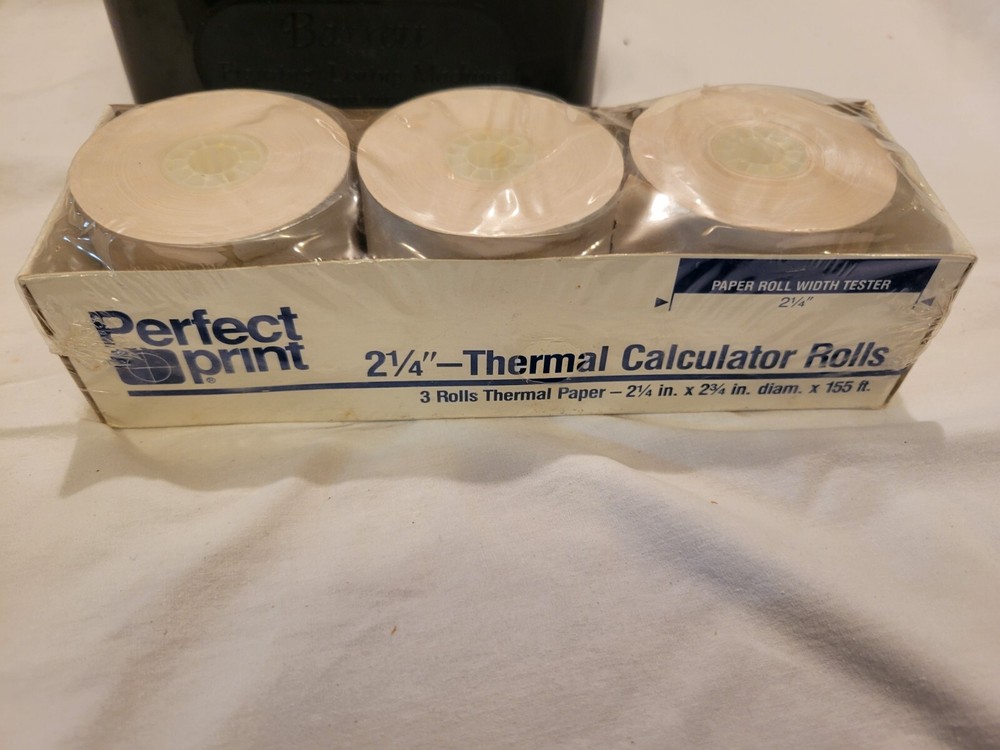 Perfect
print®
PAPER ROLL WIDTH TESTER
2¼"
2¼"—Thermal Calculator Rolls
3 Rolls Thermal Paper – 2¼ in. x 2¾ in. diam. x 155 ft.